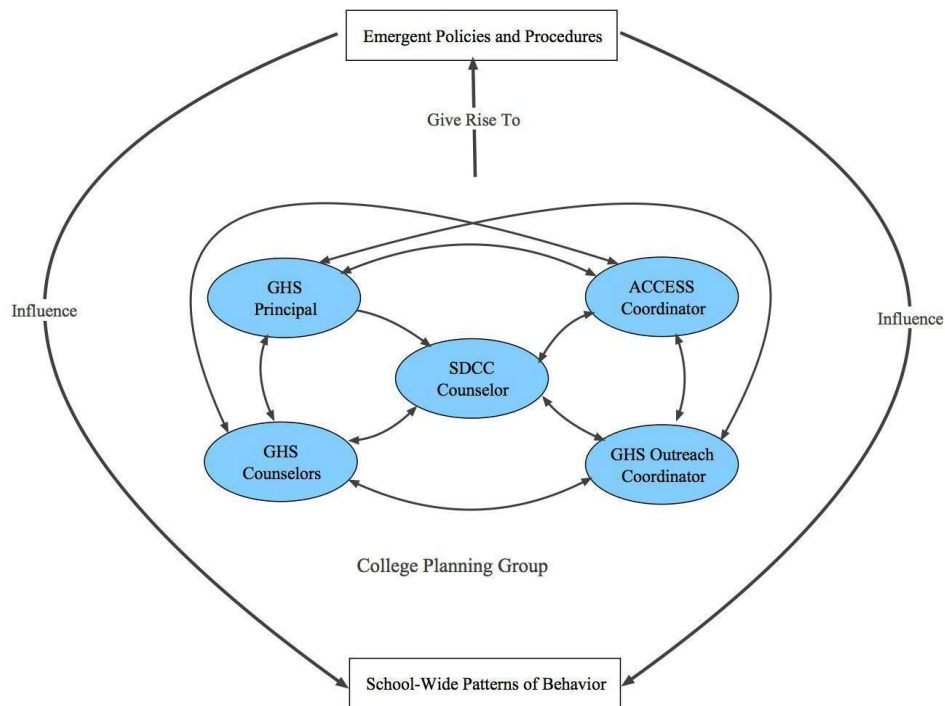 Emergent Policies and Procedures
Give Rise To
GHS
Principal
ACCESS
Coordinator
Influence
Influence
SDCC
Counselor
GHS
Counselors
GHS Outreach
Coordinator
College Planning Group
School-Wide Patterns of Behavior